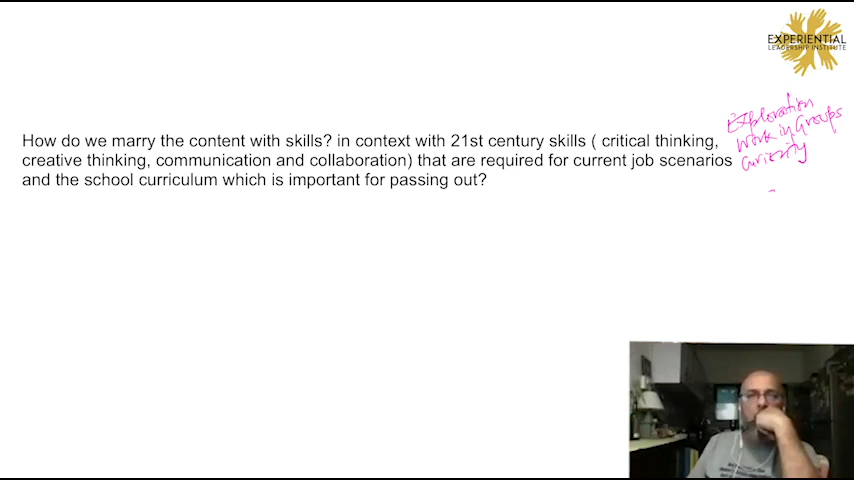 EXPERIENTIAL
LEADERSHIP INSTITUTE
Exploration
work in Groups
curiosity
How do we marry the content with skills? in context with 21st century skills ( critical thinking,
creative thinking, communication and collaboration) that are required for current job scenarios
and the school curriculum which is important for passing out?